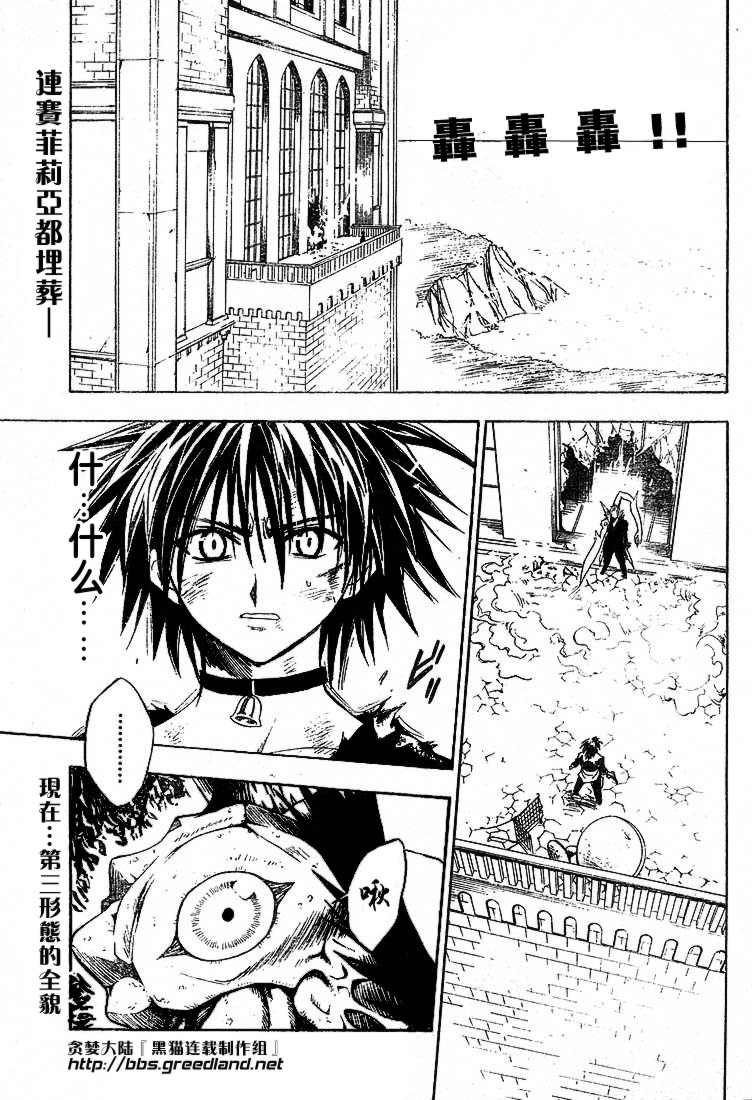 轟轟轟!!
連賽菲莉亞都埋葬—
什…什么……
…………
啾
現在…第三形態的全貌
贪婪大陆『黑猫连载制作组』
http://bbs.greedland.net